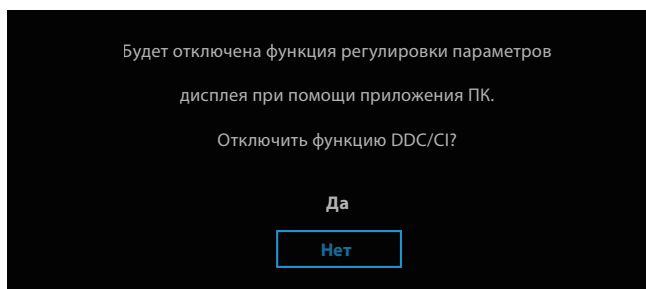 Будет отключена функция регулировки параметров
дисплея при помощи приложения ПК.
Отключить функцию DDC/CI?
Да
Нет